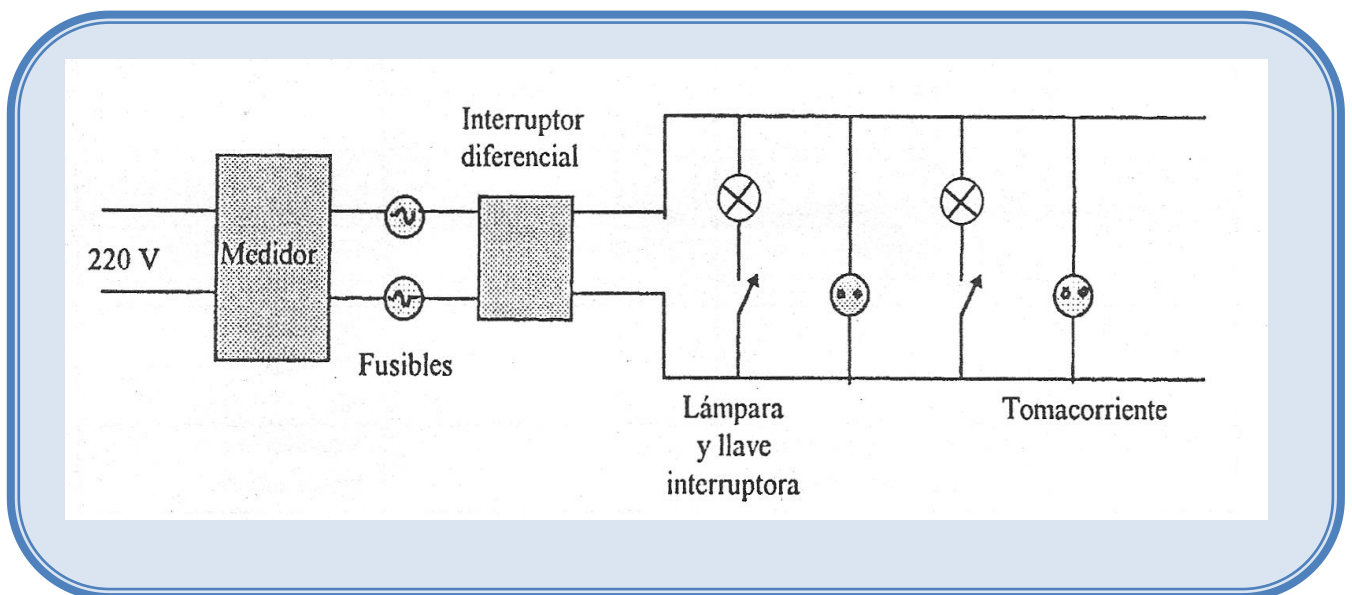 Interruptor
diferencial
220 V
Medidor
Fusibles
Lámpara
y llave
interruptora
Tomacorriente